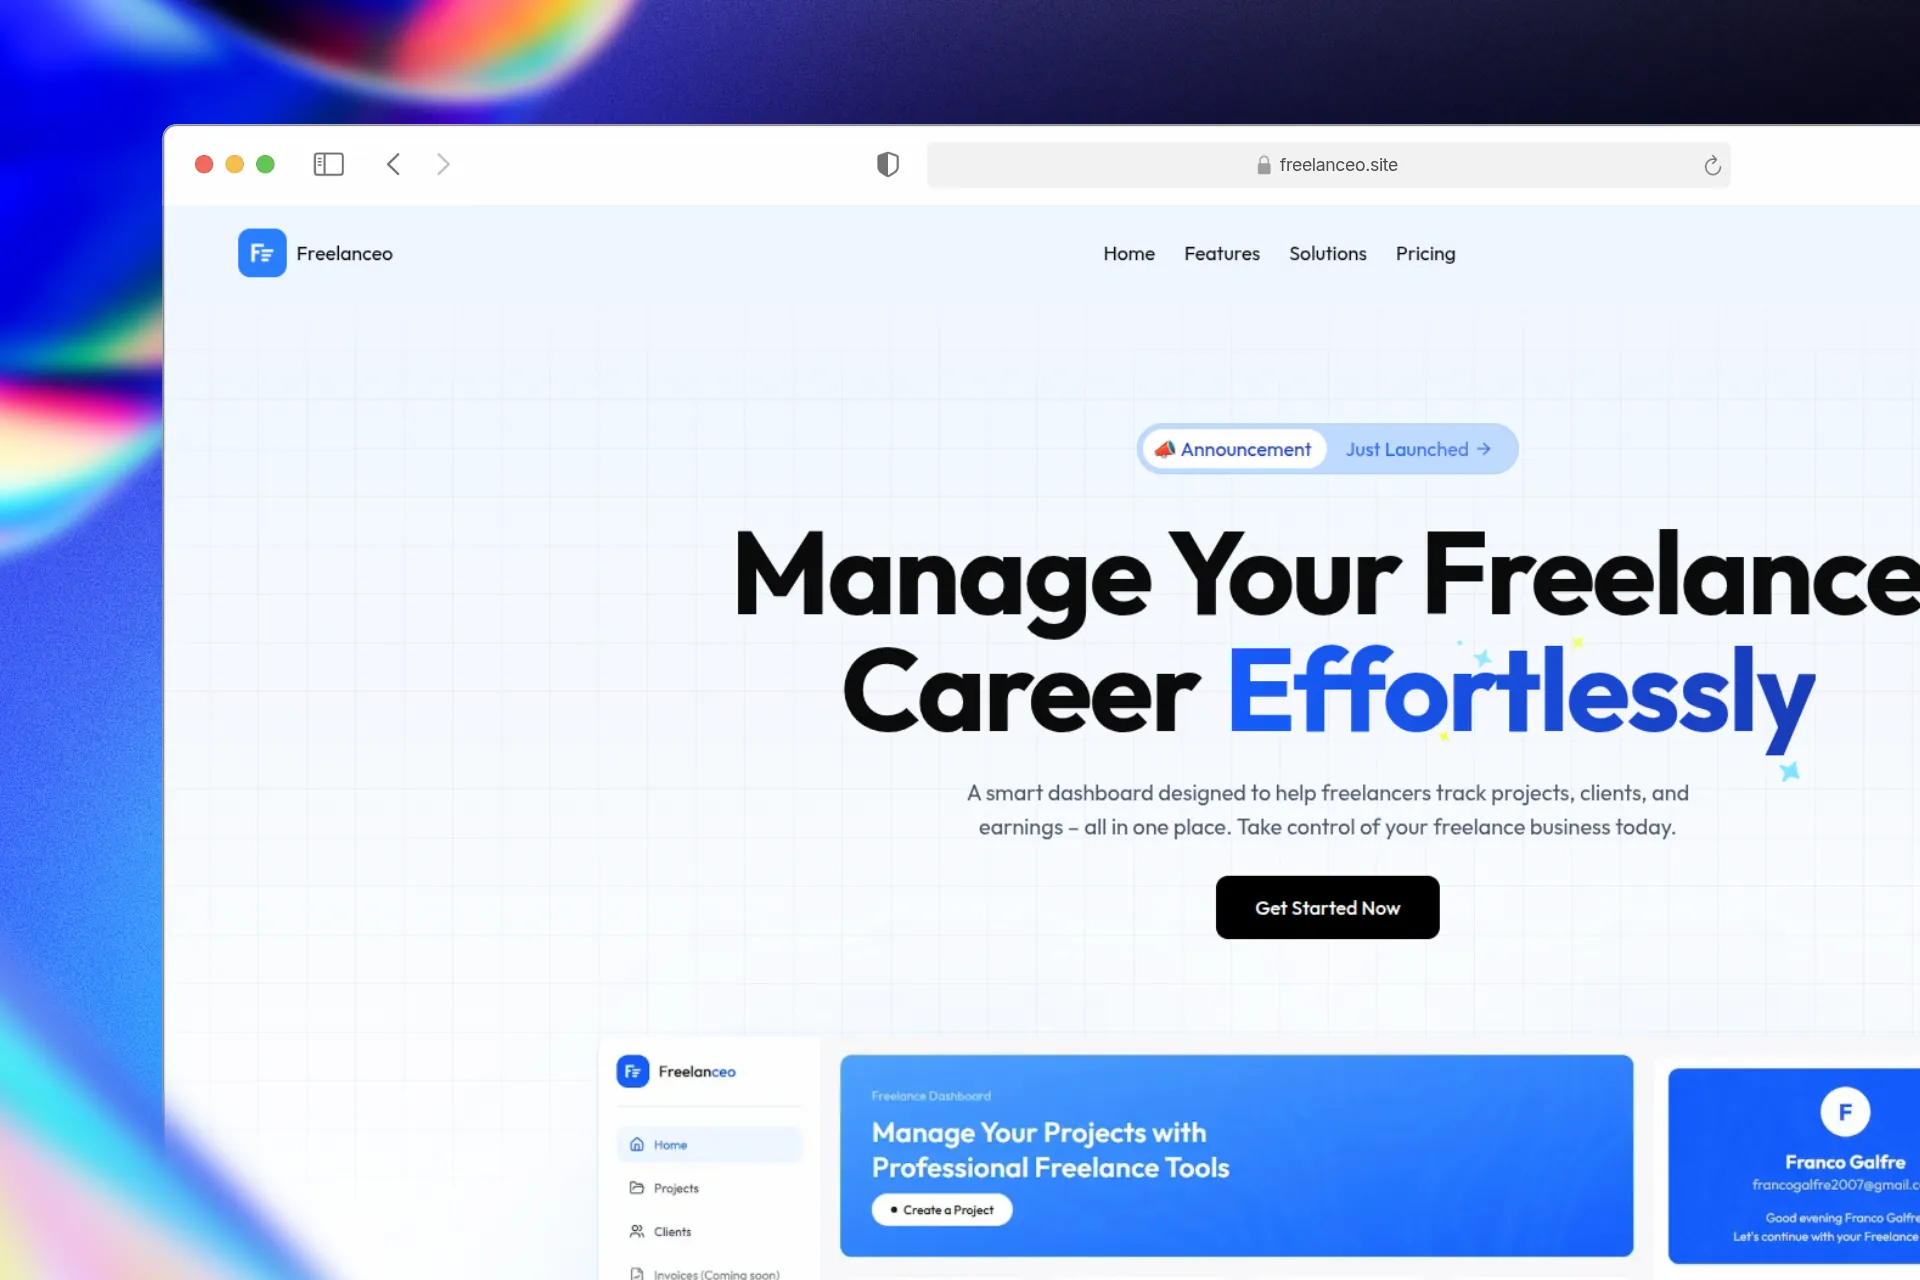 freelanceo.site
Freelanceo
Home Features Solutions Pricing
📣 Announcement Just Launched →
Manage Your Freelance
Career Effortlessly
A smart dashboard designed to help freelancers track projects, clients, and
earnings – all in one place. Take control of your freelance business today.
Get Started Now
Freelanceo
Home
Projects
Clients
Invoices (Coming soon)
Freelance Dashboard
Manage Your Projects with
Professional Freelance Tools
Create a Project
F
Franco Galfre
francogalfre2007@gmail.c
Good evening Franco Galfre
Let's continue with your Freelance